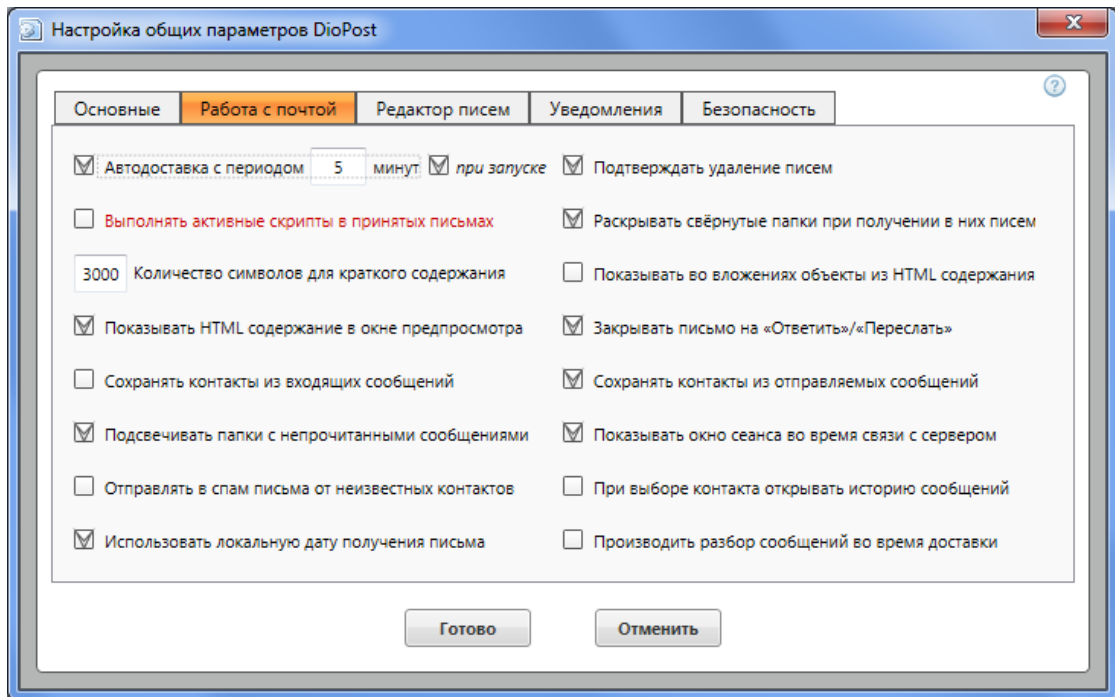 Настройка общих параметров DioPost
x
?
Основные Работа с почтой Редактор писем Уведомления Безопасность
Автодоставка с периодом 5 минут при запуске Подтверждать удаление писем
Выполнять активные скрипты в принятых письмах Раскрывать свёрнутые папки при получении в них писем
3000 Количество символов для краткого содержания Показывать во вложениях объекты из HTML содержания
Показывать HTML содержание в окне предпросмотра Закрывать письмо на «Ответить»/«Переслать»
Сохранять контакты из входящих сообщений Сохранять контакты из отправляемых сообщений
Подсвечивать папки с непрочитанными сообщениями Показывать окно сеанса во время связи с сервером
Отправлять в спам письма от неизвестных контактов При выборе контакта открывать историю сообщений
Использовать локальную дату получения письма Производить разбор сообщений во время доставки
Готово Отменить